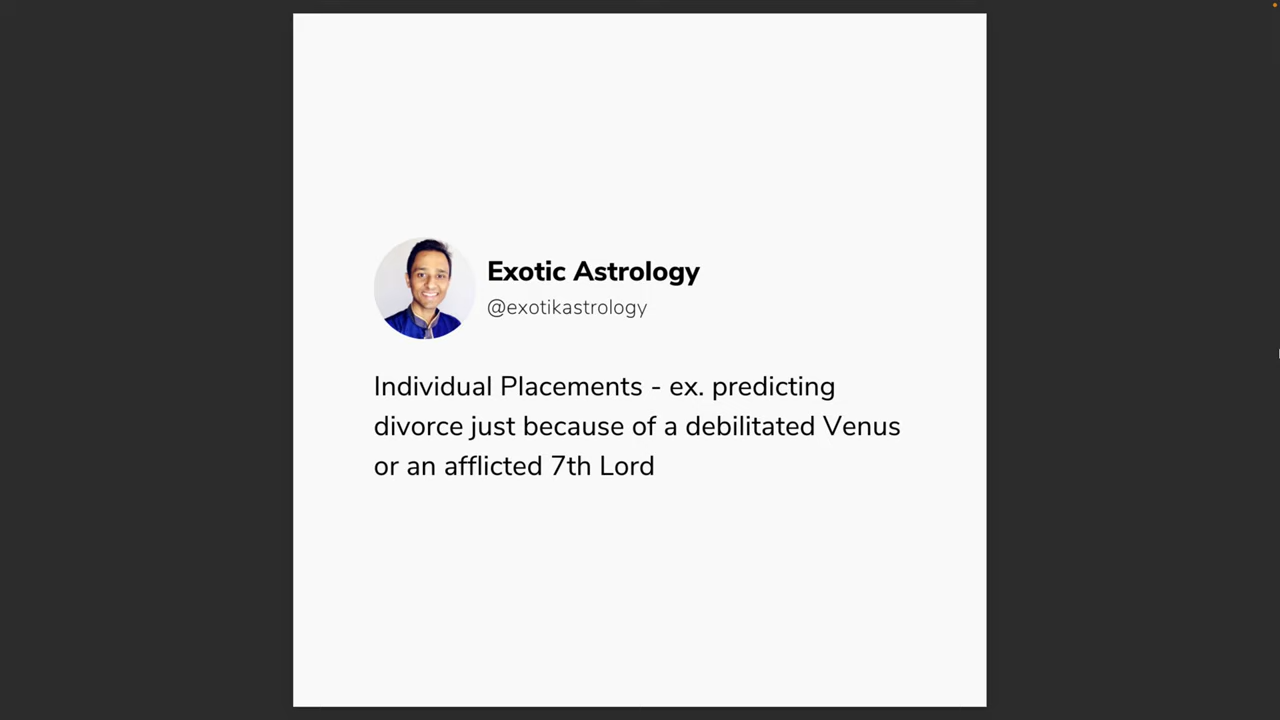 Exotic Astrology
@exotikastrology
Individual Placements - ex. predicting
divorce just because of a debilitated Venus
or an afflicted 7th Lord